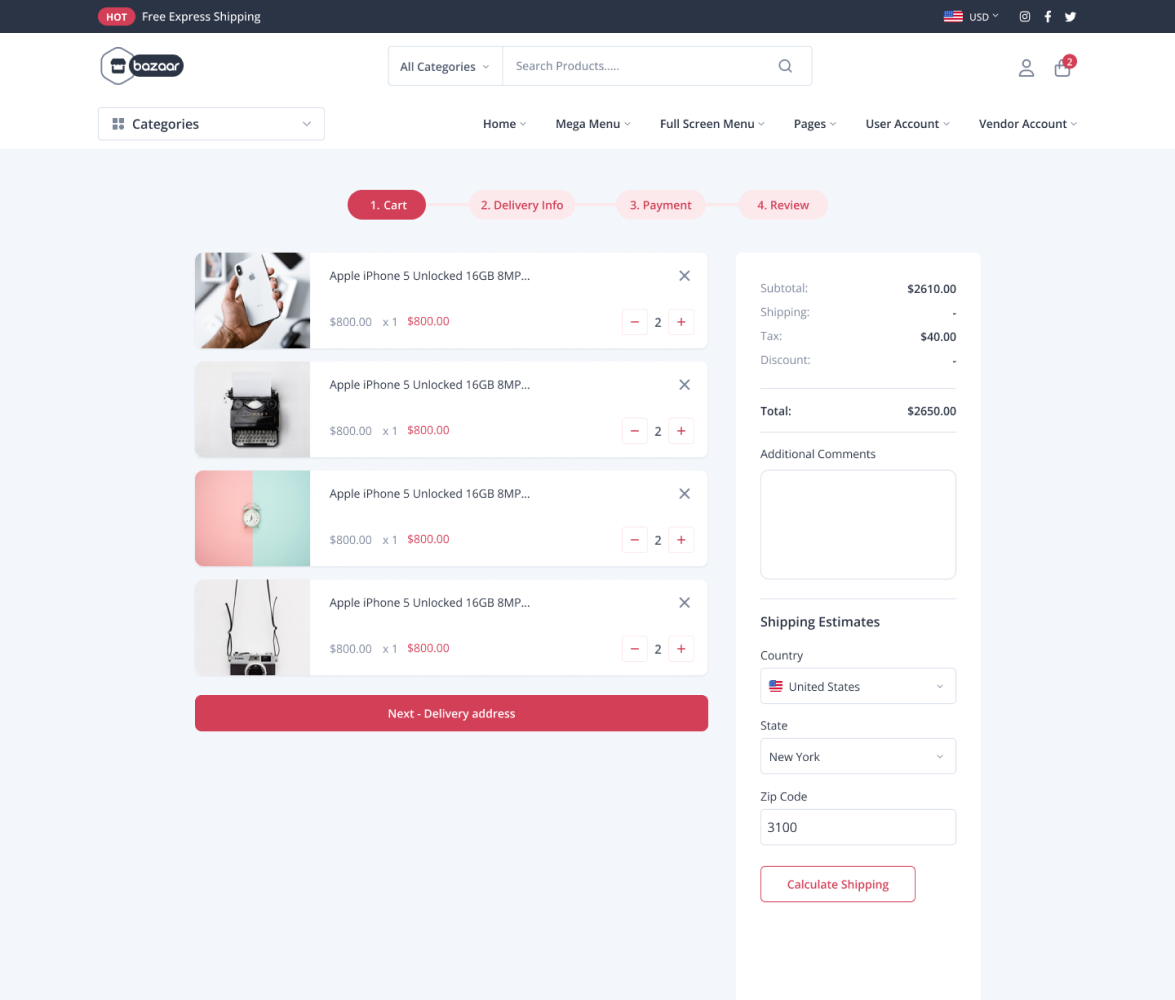 HOT Free Express Shipping USD
bazaar All Categories Search Products..... 2
Categories Home Mega Menu Full Screen Menu Pages User Account Vendor Account
1. Cart 2. Delivery Info 3. Payment 4. Review
Apple iPhone 5 Unlocked 16GB 8MP...
$800.00 x 1 $800.00 − 2 +
Apple iPhone 5 Unlocked 16GB 8MP...
$800.00 x 1 $800.00 − 2 +
Apple iPhone 5 Unlocked 16GB 8MP...
$800.00 x 1 $800.00 − 2 +
Apple iPhone 5 Unlocked 16GB 8MP...
$800.00 x 1 $800.00 − 2 +
Next - Delivery address
Subtotal: $2610.00
Shipping: -
Tax: $40.00
Discount: -
Total: $2650.00
Additional Comments
Shipping Estimates
Country
United States
State
New York
Zip Code
3100
Calculate Shipping